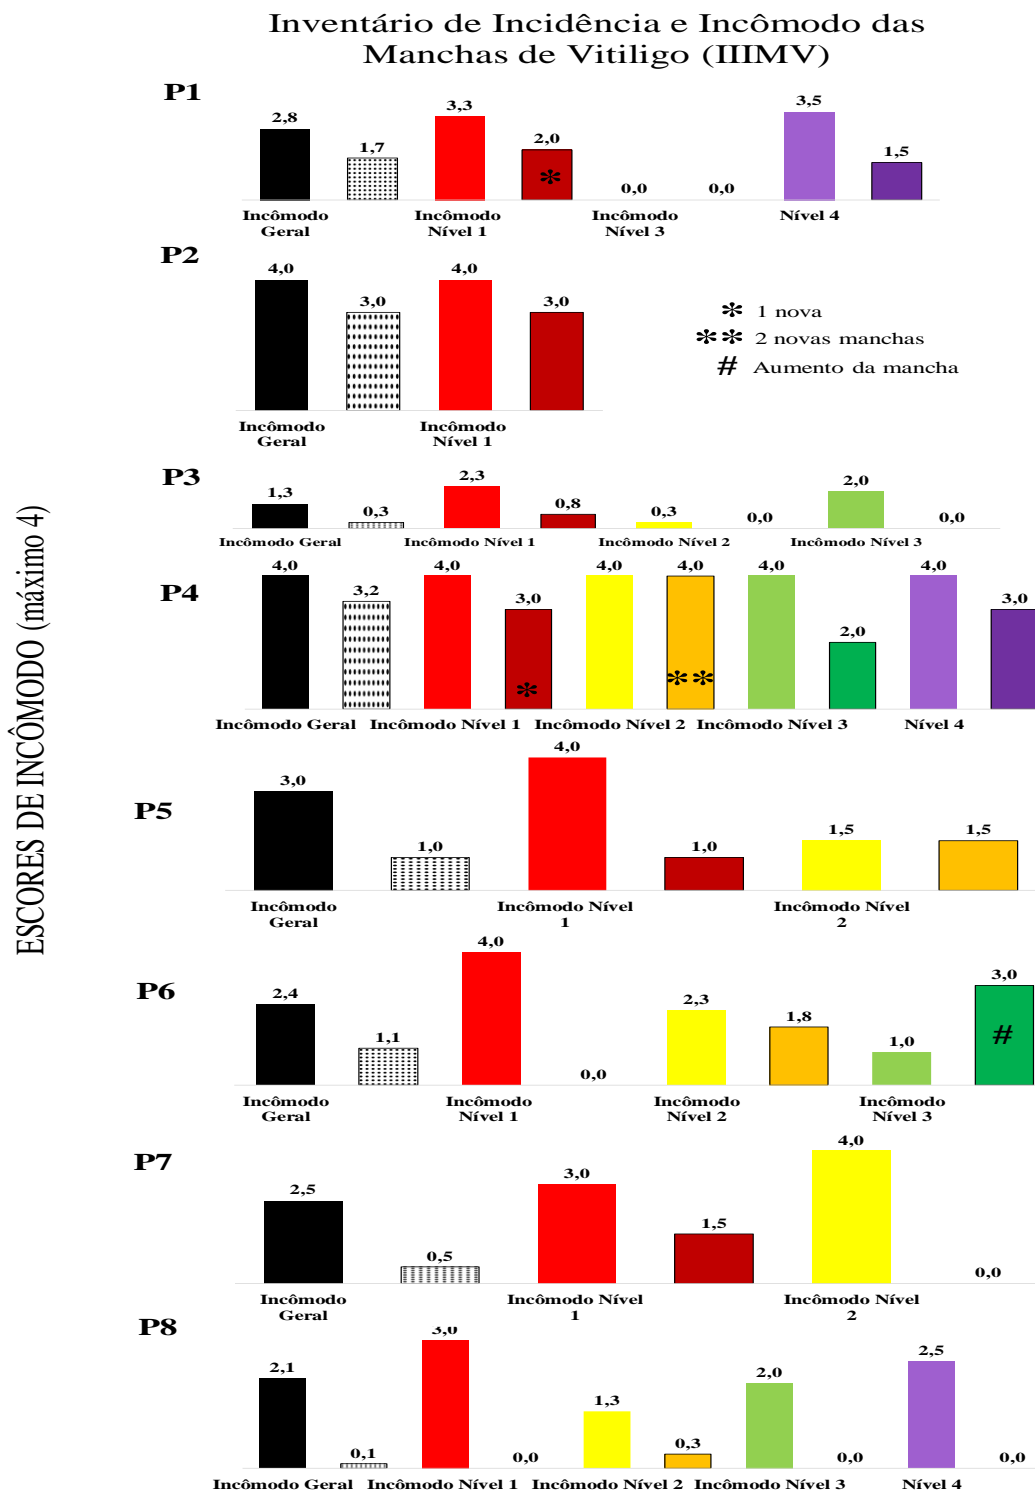 Inventário de Incidência e Incômodo das
Manchas de Vitiligo (IIIMV)
ESCORES DE INCÔMODO (máximo 4)
P1
2,8 1,7 3,3 2,0 0,0 0,0 3,5 1,5
*
Incômodo Geral Incômodo Nível 1 Incômodo Nível 3 Nível 4
P2
4,0 3,0 4,0 3,0
Incômodo Geral Incômodo Nível 1
* 1 nova
** 2 novas manchas
# Aumento da mancha
P3
1,3 0,3 2,3 0,8 0,3 0,0 2,0 0,0
Incômodo Geral Incômodo Nível 1 Incômodo Nível 2 Incômodo Nível 3
P4
4,0 3,2 4,0 3,0 4,0 4,0 4,0 2,0 4,0 3,0
* **
Incômodo Geral Incômodo Nível 1 Incômodo Nível 2 Incômodo Nível 3 Nível 4
P5
3,0 1,0 4,0 1,0 1,5 1,5
Incômodo Geral Incômodo Nível 1 Incômodo Nível 2
P6
2,4 1,1 4,0 0,0 2,3 1,8 1,0 3,0
#
Incômodo Geral Incômodo Nível 1 Incômodo Nível 2 Incômodo Nível 3
P7
2,5 0,5 3,0 1,5 4,0 0,0
Incômodo Geral Incômodo Nível 1 Incômodo Nível 2
P8
2,1 0,1 3,0 0,0 1,3 0,3 2,0 0,0 2,5 0,0
Incômodo Geral Incômodo Nível 1 Incômodo Nível 2 Incômodo Nível 3 Nível 4